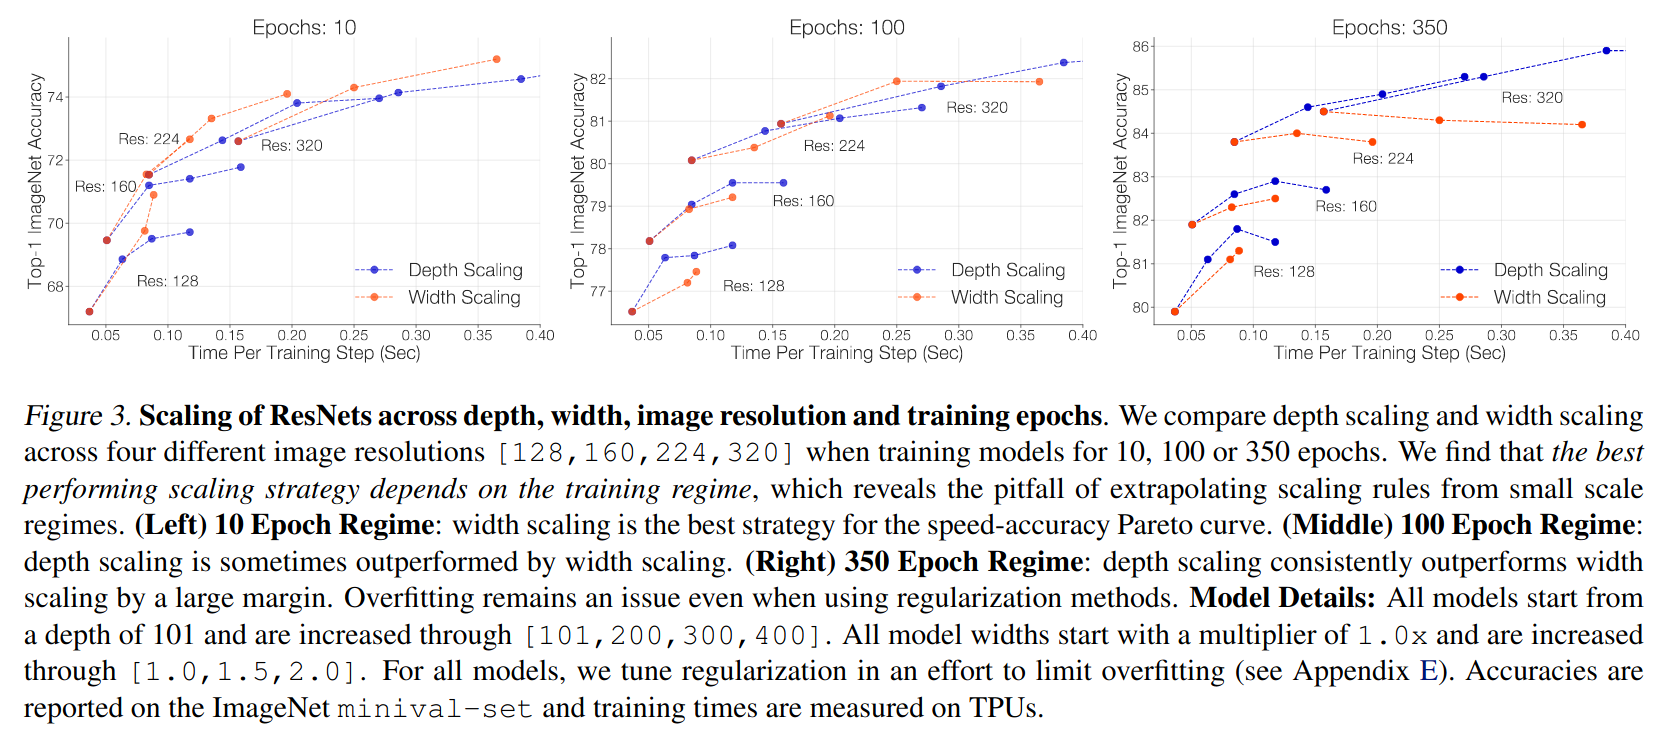 Epochs: 10
Top-1 ImageNet Accuracy
74
72
70
68
Res: 224
Res: 320
Res: 160
Res: 128
Depth Scaling
Width Scaling
0.05 0.10 0.15 0.20 0.25 0.30 0.35 0.40
Time Per Training Step (Sec)
Epochs: 100
Top-1 ImageNet Accuracy
82
81
80
79
78
77
Res: 320
Res: 224
Res: 160
Res: 128
Depth Scaling
Width Scaling
0.05 0.10 0.15 0.20 0.25 0.30 0.35 0.40
Time Per Training Step (Sec)
Epochs: 350
Top-1 ImageNet Accuracy
86
85
84
83
82
81
80
Res: 320
Res: 224
Res: 160
Res: 128
Depth Scaling
Width Scaling
0.05 0.10 0.15 0.20 0.25 0.30 0.35 0.40
Time Per Training Step (Sec)
Figure 3. Scaling of ResNets across depth, width, image resolution and training epochs. We compare depth scaling and width scaling
across four different image resolutions [128,160,224,320] when training models for 10, 100 or 350 epochs. We find that the best
performing scaling strategy depends on the training regime, which reveals the pitfall of extrapolating scaling rules from small scale
regimes. (Left) 10 Epoch Regime: width scaling is the best strategy for the speed-accuracy Pareto curve. (Middle) 100 Epoch Regime:
depth scaling is sometimes outperformed by width scaling. (Right) 350 Epoch Regime: depth scaling consistently outperforms width
scaling by a large margin. Overfitting remains an issue even when using regularization methods. Model Details: All models start from
a depth of 101 and are increased through [101,200,300,400]. All model widths start with a multiplier of 1.0x and are increased
through [1.0,1.5,2.0]. For all models, we tune regularization in an effort to limit overfitting (see Appendix E). Accuracies are
reported on the ImageNet minival-set and training times are measured on TPUs.